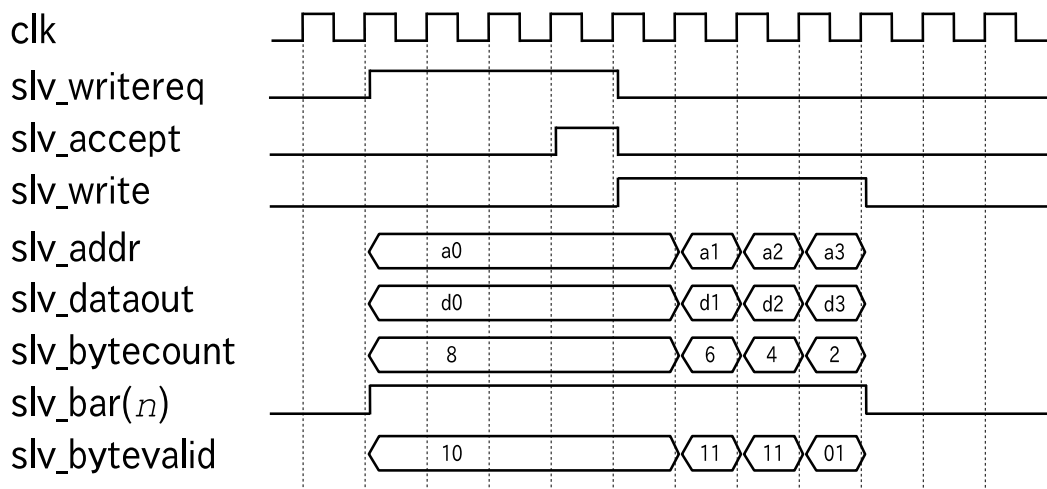 clk
slv_writereq
slv_accept
slv_write
slv_addr a0 a1 a2 a3
slv_dataout d0 d1 d2 d3
slv_bytecount 8 6 4 2
slv_bar(n)
slv_bytevalid 10 11 11 01